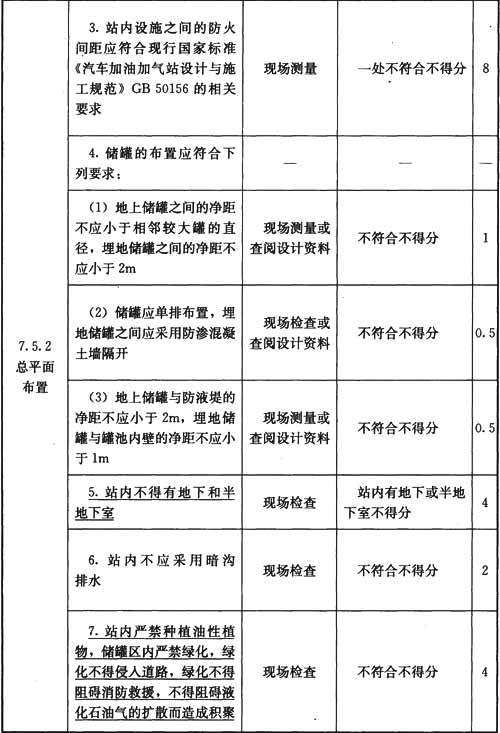 3. 站内设施之间的防火
间距应符合现行国家标准
《汽车加油加气站设计与施
工规范》GB 50156 的相关
要求
现场测量
一处不符合不得分
8
4. 储罐的布置应符合下
列要求：
—
—
—
（1）地上储罐之间的净距
不应小于相邻较大罐的直
径，埋地储罐之间的净距不
应小于 2m
现场测量或
查阅设计资料
不符合不得分
1
（2）储罐应单排布置，埋
地储罐之间应采用防渗混凝
土墙隔开
现场检查或
查阅设计资料
不符合不得分
0.5
7.5.2
总平面
布置
（3）地上储罐与防液堤的
净距不应小于 2m，埋地储
罐与罐池内壁的净距不应小
于 1m
现场测量或
查阅设计资料
不符合不得分
0.5
5. 站内不得有地下和半
地下室
现场检查
站内有地下或半地
下室不得分
4
6. 站内不应采用暗沟
排水
现场检查
不符合不得分
2
7. 站内严禁种植油性植
物，储罐区内严禁绿化，绿
化不得侵入道路，绿化不得
阻碍消防救援，不得阻碍液
化石油气的扩散而造成积聚
现场检查
不符合不得分
4